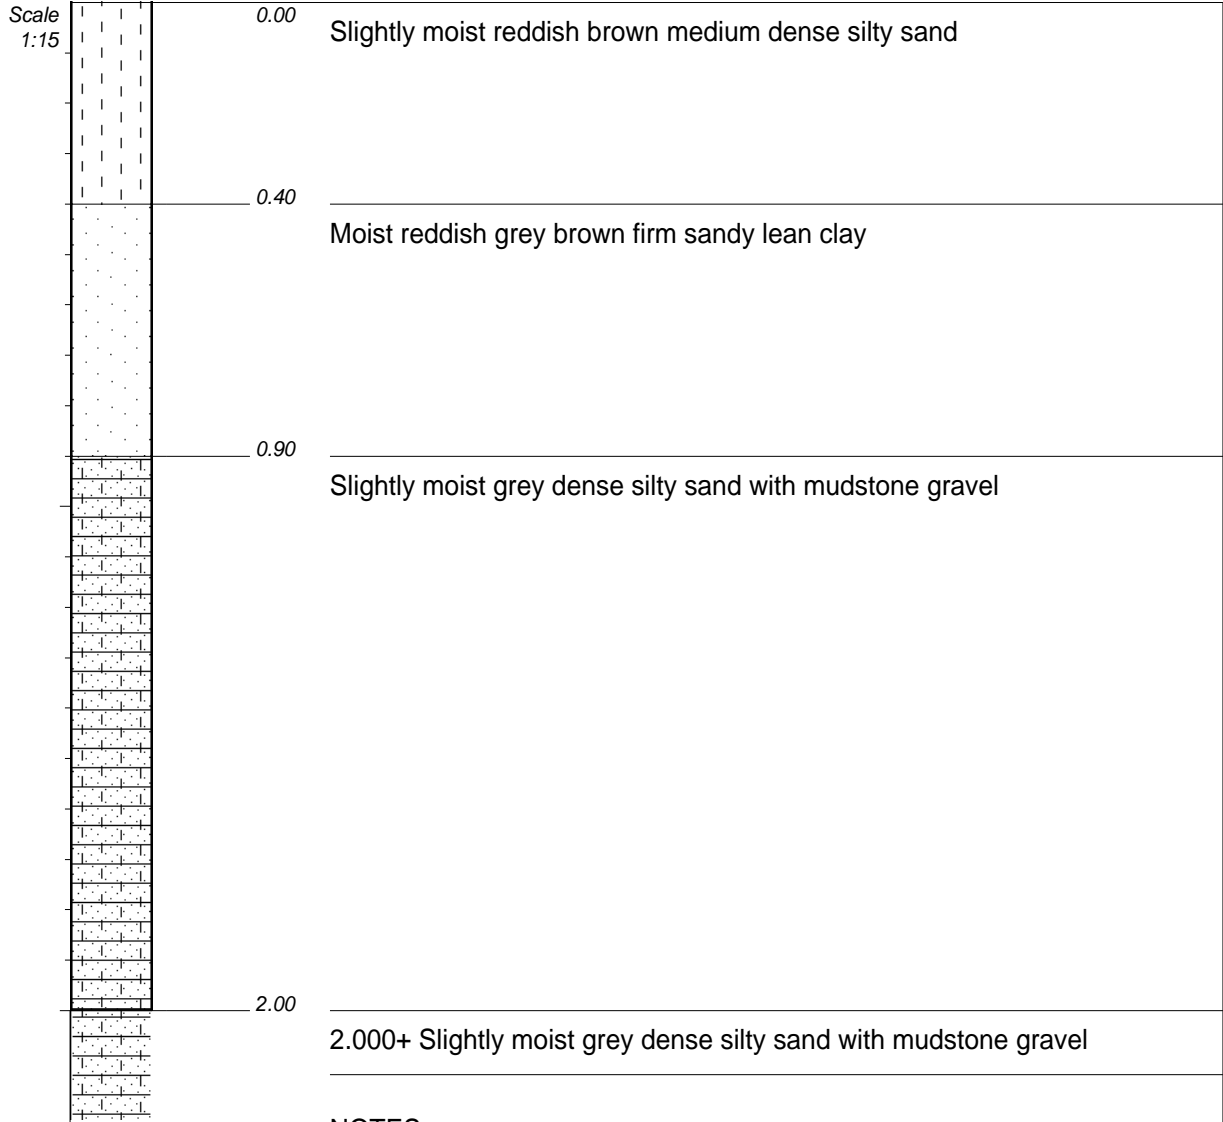 Scale
1:15
0.00
Slightly moist reddish brown medium dense silty sand
0.40
Moist reddish grey brown firm sandy lean clay
0.90
Slightly moist grey dense silty sand with mudstone gravel
2.00
2.000+ Slightly moist grey dense silty sand with mudstone gravel
NOTES